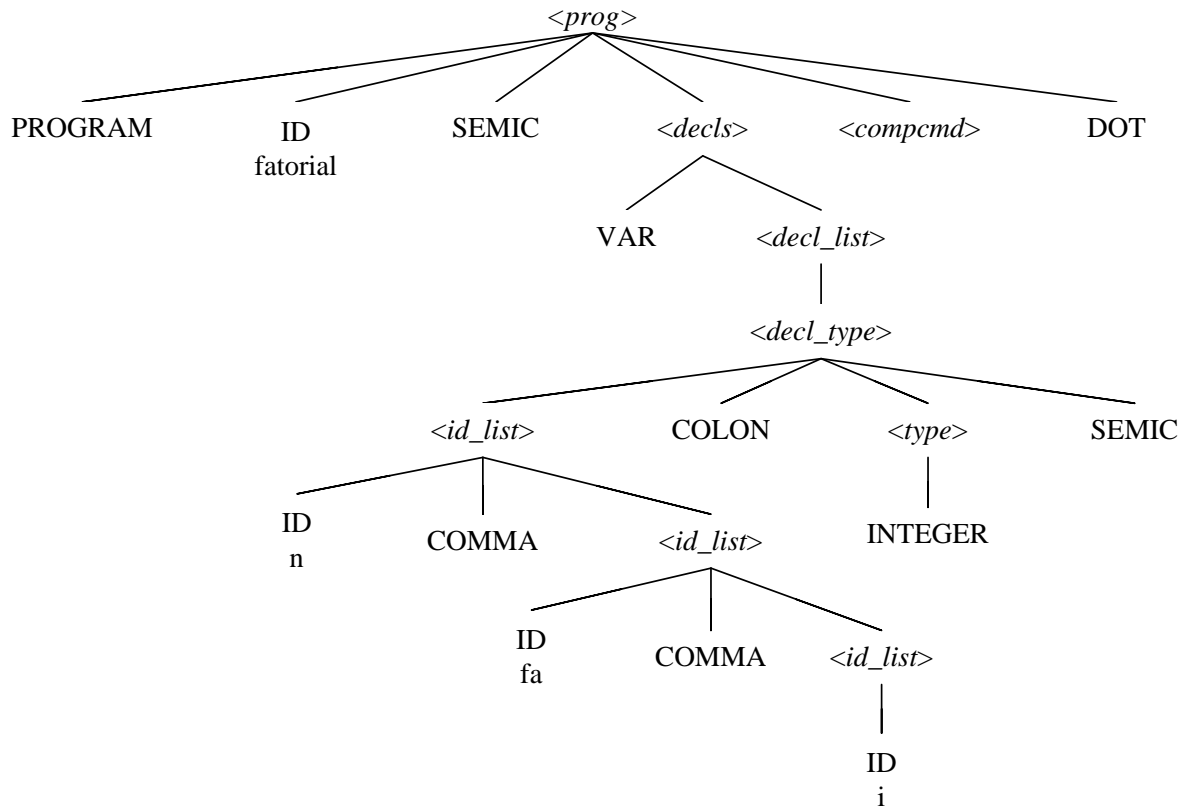 <prog>
PROGRAM
ID
fatorial
SEMIC
<decls>
<compcmd>
DOT
VAR
<decl_list>
<decl_type>
<id_list>
COLON
<type>
SEMIC
ID
n
COMMA
<id_list>
INTEGER
ID
fa
COMMA
<id_list>
ID
i